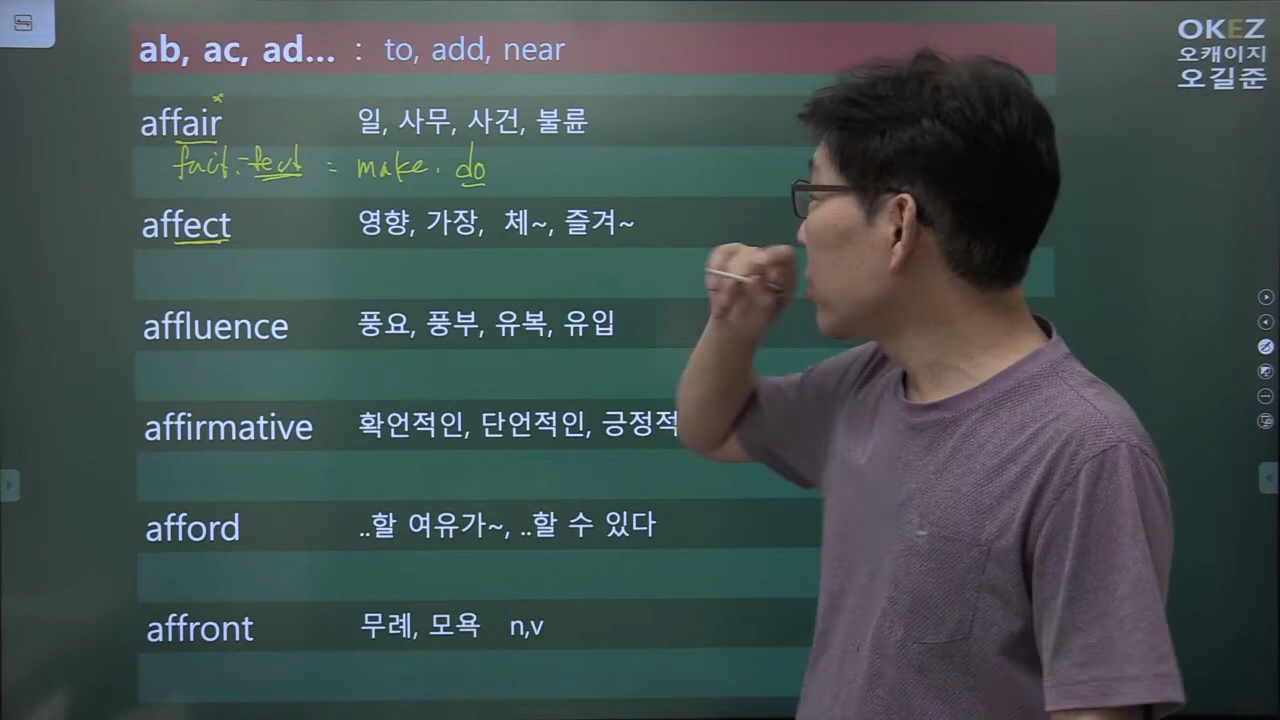 ab, ac, ad... : to, add, near
OKEZ
오캐이지
오길준
affair 일, 사무, 사건, 불륜
fact. = fect = make. do
affect 영향, 가장, 체~, 즐겨~
affluence 풍요, 풍부, 유복, 유입
affirmative 확언적인, 단언적인, 긍정적
afford ..할 여유가~, ..할 수 있다
affront 무례, 모욕 n,v